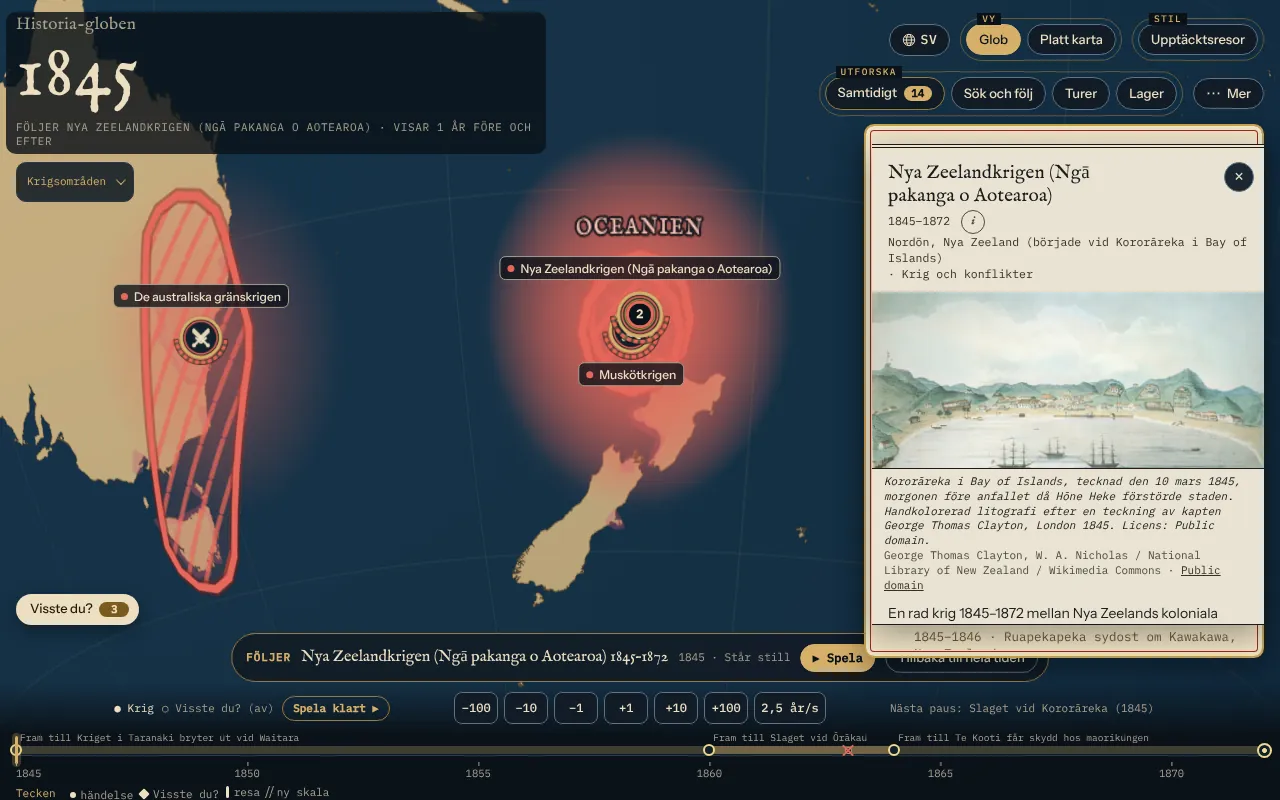 Historia-globen
1845
FÖLJER NYA ZEELANDKRIGEN (NGĀ PAKANGA O AOTEAROA) · VISAR 1 ÅR FÖRE OCH
EFTER
Krigsområden
SV
VY
Glob
Platt karta
STIL
Upptäcktsresor
UTFORSKA
Samtidigt 14
Sök och följ
Turer
Lager
··· Mer
OCEANIEN
Nya Zeelandkrigen (Ngā pakanga o Aotearoa)
De australiska gränskrigen
2
Muskötkrigen
Nya Zeelandkrigen (Ngā
pakanga o Aotearoa)
×
1845–1872 i
Nordön, Nya Zeeland (började vid Kororāreka i Bay of
Islands)
· Krig och konflikter
Kororāreka i Bay of Islands, tecknad den 10 mars 1845,
morgonen före anfallet då Hōne Heke förstörde staden.
Handkolorerad litografi efter en teckning av kapten
George Thomas Clayton, London 1845. Licens: Public
domain.
George Thomas Clayton, W. A. Nicholas / National
Library of New Zealand / Wikimedia Commons · Public
domain
En rad krig 1845–1872 mellan Nya Zeelands koloniala
1845–1846 · Ruapekapeka sydost om Kawakawa,
Visste du? 3
FÖLJER Nya Zeelandkrigen (Ngā pakanga o Aotearoa) 1845–1872 1845 · Står still ▶ Spela Tillbaka till hela tiden
Krig Visste du? (av) Spela klart ▶
−100 −10 −1 +1 +10 +100 2,5 år/s
Nästa paus: Slaget vid Kororāreka (1845)
Fram till Kriget i Taranaki bryter ut vid Waitara
Fram till Slaget vid Ōrākau
Fram till Te Kooti får skydd hos maorikungen
1845 1850 1855 1860 1865 1870
Tecken händelse Visste du? resa // ny skala